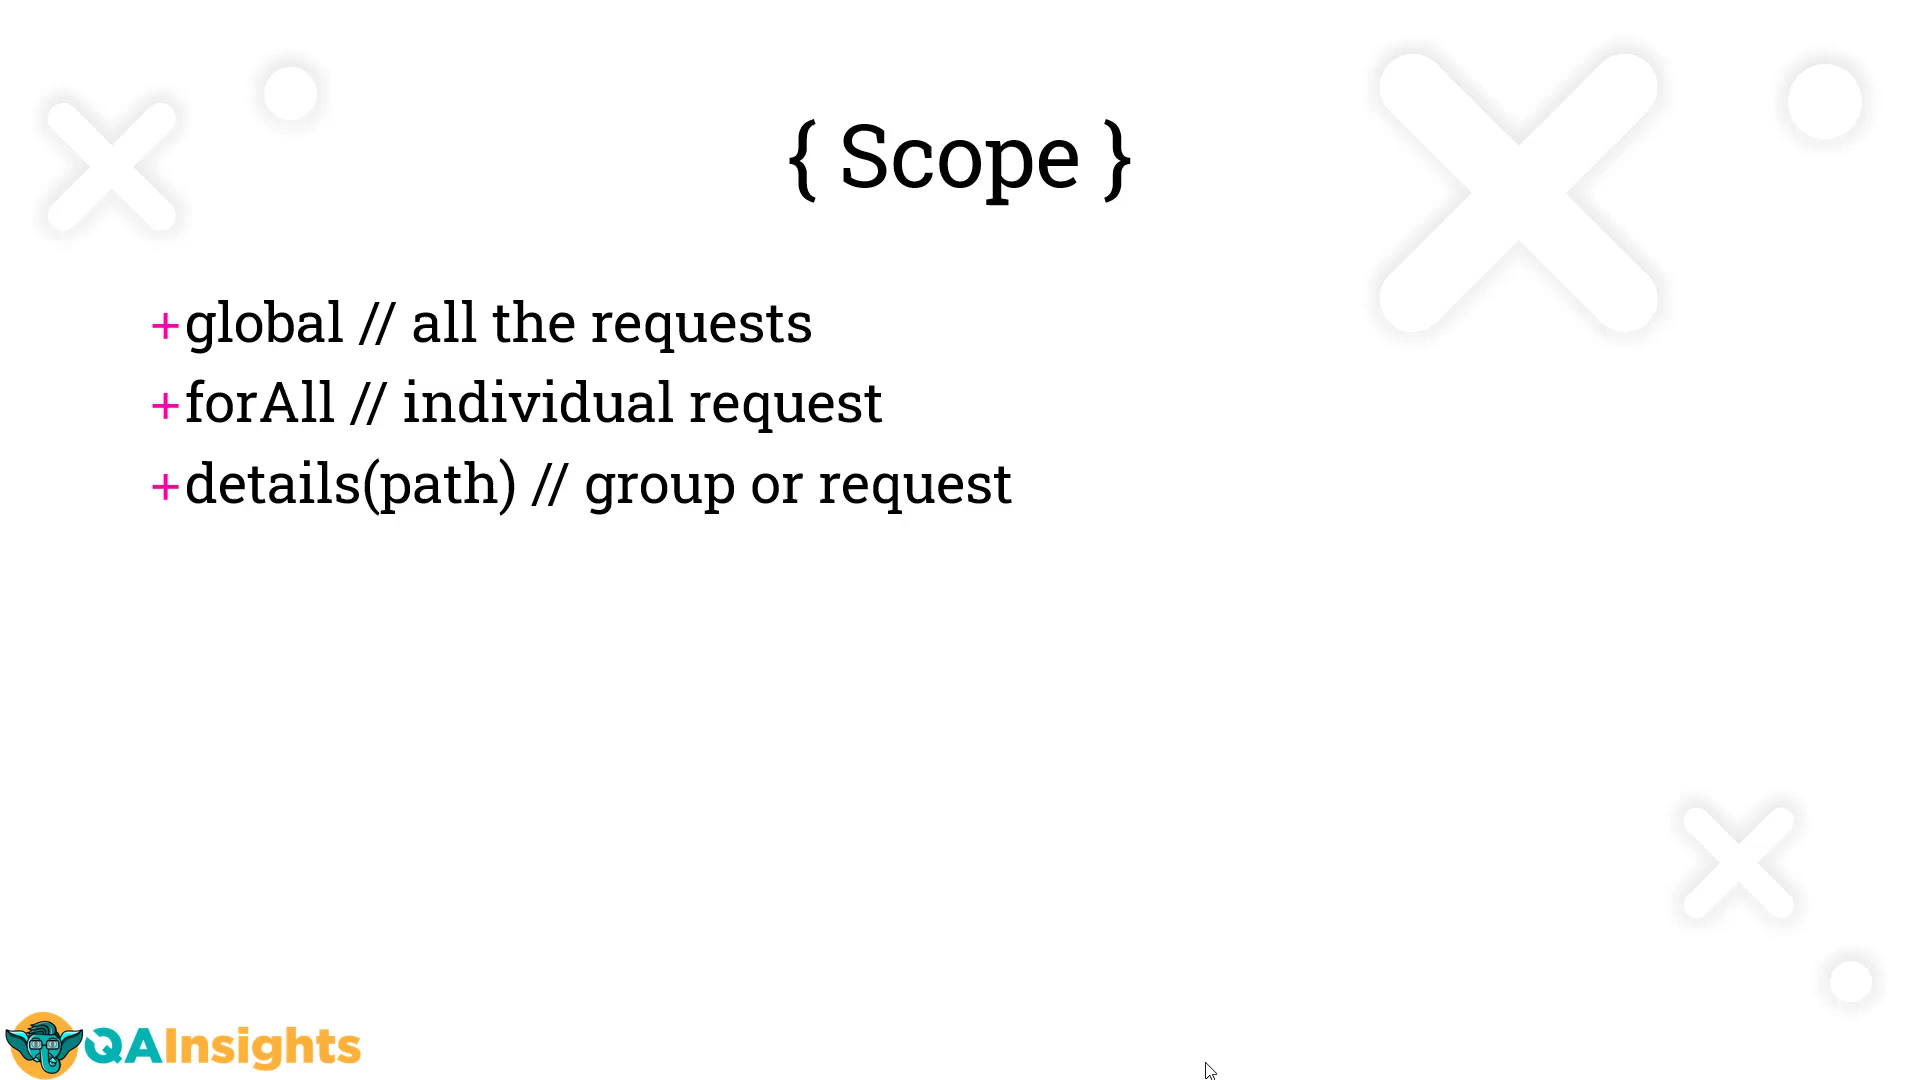 { Scope }
+global // all the requests
+forAll // individual request
+details(path) // group or request
QAInsights